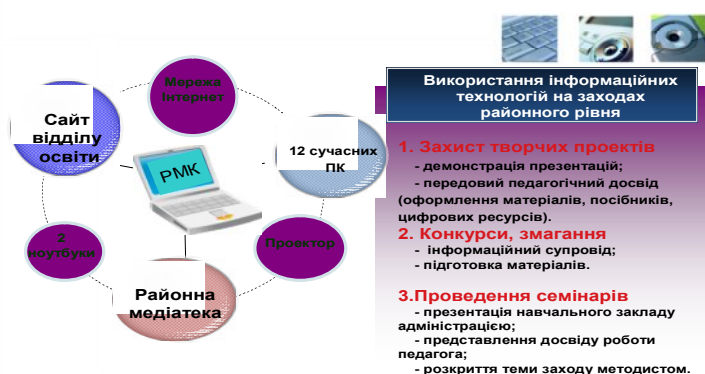 Мережа
Інтернет
Сайт
відділу
освіти
12 сучасних
ПК
РМК
2
ноутбуки
Проектор
Районна
медіатека
Використання інформаційних
технологій на заходах
районного рівня
1. Захист творчих проектів
- демонстрація презентацій;
- передовий педагогічний досвід
(оформлення матеріалів, посібників,
цифрових ресурсів).
2. Конкурси, змагання
- інформаційний супровід;
- підготовка матеріалів.
3.Проведення семінарів
- презентація навчального закладу
адміністрацією;
- представлення досвіду роботи
педагога;
- розкриття теми заходу методистом.